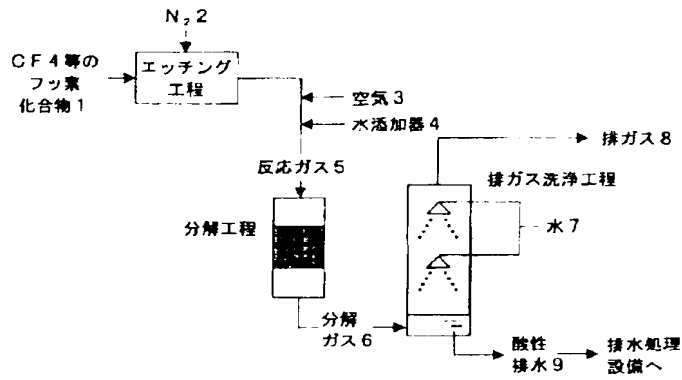 N₂2
CF4等の
フッ素
化合物1
エッチング
工程
空気3
水添加器4
反応ガス5
分解工程
分解
ガス6
排ガス8
排ガス洗浄工程
水7
酸性
排水9
排水処理
設備へ